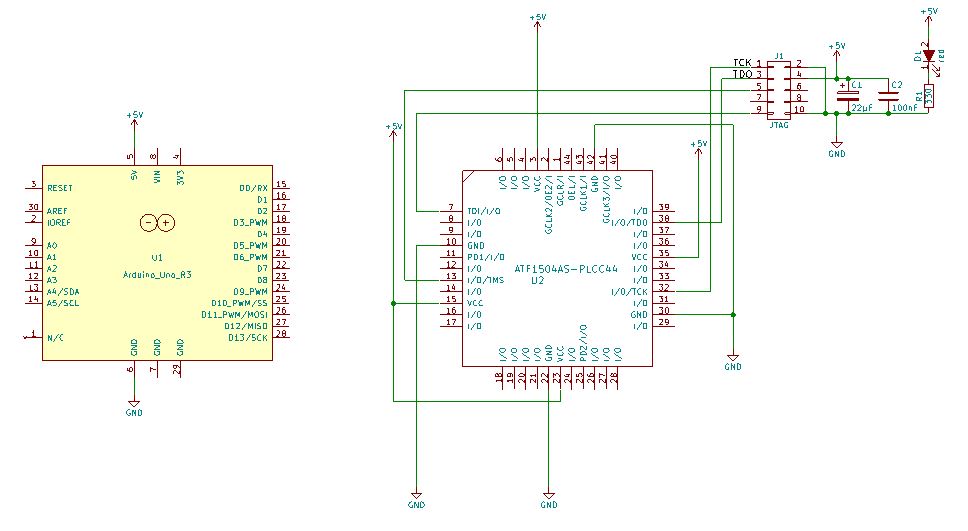 +5V
5 8 4
5V VIN 3V3
3 RESET
30 AREF
2 IOREF
9 A0
10 A1
11 A2
12 A3
13 A4/SDA
14 A5/SCL
1 N/C
D0/RX 15
D1 16
D2 17
D3_PWM 18
D4 19
D5_PWM 20
D6_PWM 21
D7 22
D8 23
D9_PWM 24
D10_PWM/SS 25
D11_PWM/MOSI 26
D12/MISO 27
D13/SCK 28
U1
Arduino_Uno_R3
GND GND GND
6 7 29
GND
+5V
+5V
6 5 4 3 2 1 44 43 42 41 40
I/O I/O I/O VCC GCLK2/OE2/I GCLR/I OE1/I GCLK1/I GND GCLK3/I/O I/O
7 TDI/I/O
8 I/O
9 I/O
10 GND
11 PD1/I/O
12 I/O
13 I/O/TMS
14 I/O
15 VCC
16 I/O
17 I/O
I/O 39
I/O/TDO 38
I/O 37
I/O 36
VCC 35
I/O 34
I/O 33
I/O/TCK 32
I/O 31
GND 30
I/O 29
ATF1504AS-PLCC44
U2
I/O I/O I/O I/O GND VCC I/O PD2/I/O I/O I/O I/O
18 19 20 21 22 23 24 25 26 27 28
GND
GND
GND
+5V
J1
TCK 1 2
TDO 3 4
5 6
7 8
9 10
JTAG
+5V
+
C1
22µF
C2
100nF
GND
+5V
2
D1
red
1
R1
330